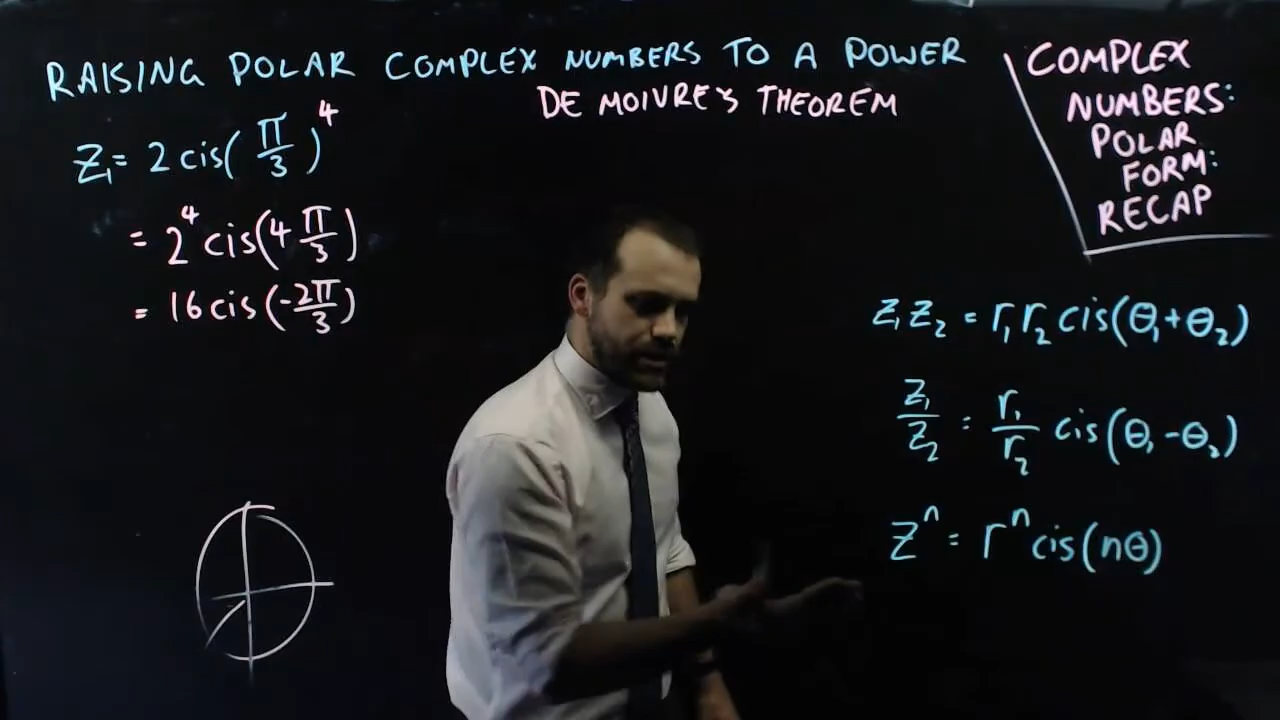 RAISING POLAR COMPLEX NUMBERS TO A POWER
DE MOIVRE'S THEOREM
Z₁ = 2 cis(π/3)⁴
= 2⁴ cis(4 π/3)
= 16 cis(-2π/3)
COMPLEX
NUMBERS:
POLAR
FORM:
RECAP
Z₁Z₂ = r₁r₂ cis(θ₁+θ₂)
Z₁/Z₂ = r₁/r₂ cis(θ₁-θ₂)
Zⁿ = rⁿ cis(nθ)